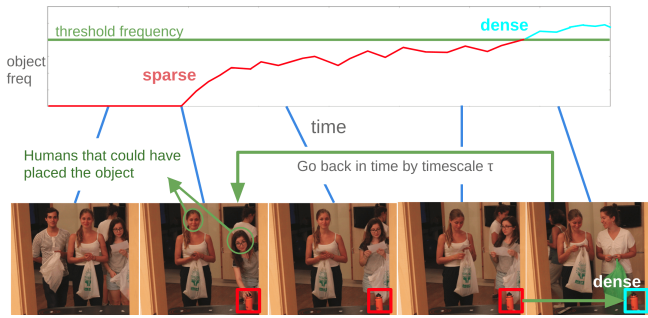 threshold frequency
dense
object
freq
sparse
time
Humans that could have
placed the object
Go back in time by timescale τ
dense